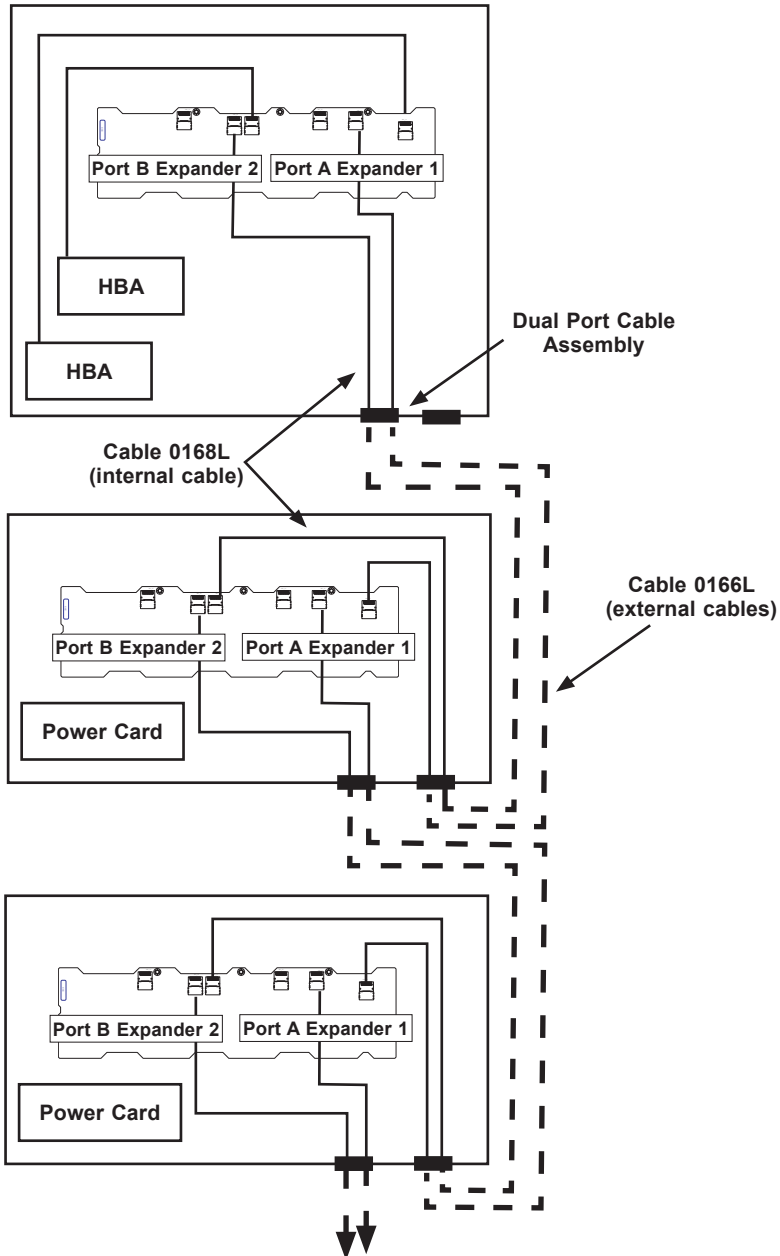 Port B Expander 2
Port A Expander 1
HBA
HBA
Dual Port Cable
Assembly
Cable 0168L
(internal cable)
Cable 0166L
(external cables)
Port B Expander 2
Port A Expander 1
Power Card
Port B Expander 2
Port A Expander 1
Power Card